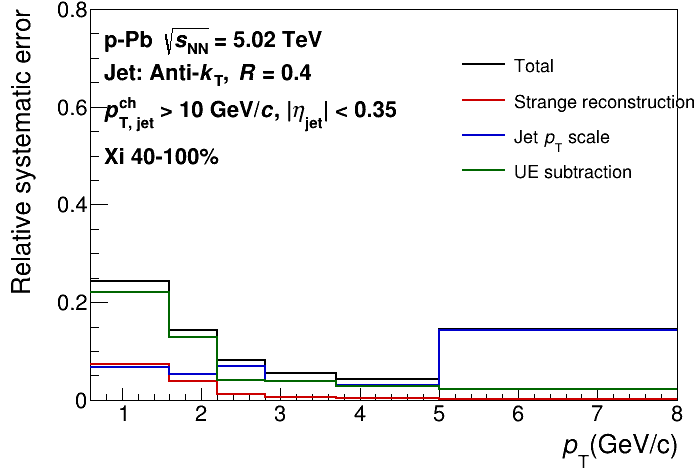 Relative systematic error
0.8
0.6
0.4
0.2
0
p-Pb √sNN = 5.02 TeV
Jet: Anti-kT, R = 0.4
p^ch_T, jet > 10 GeV/c, |ηjet| < 0.35
Xi 40-100%
Total
Strange reconstruction
Jet pT scale
UE subtraction
1 2 3 4 5 6 7 8
pT(GeV/c)